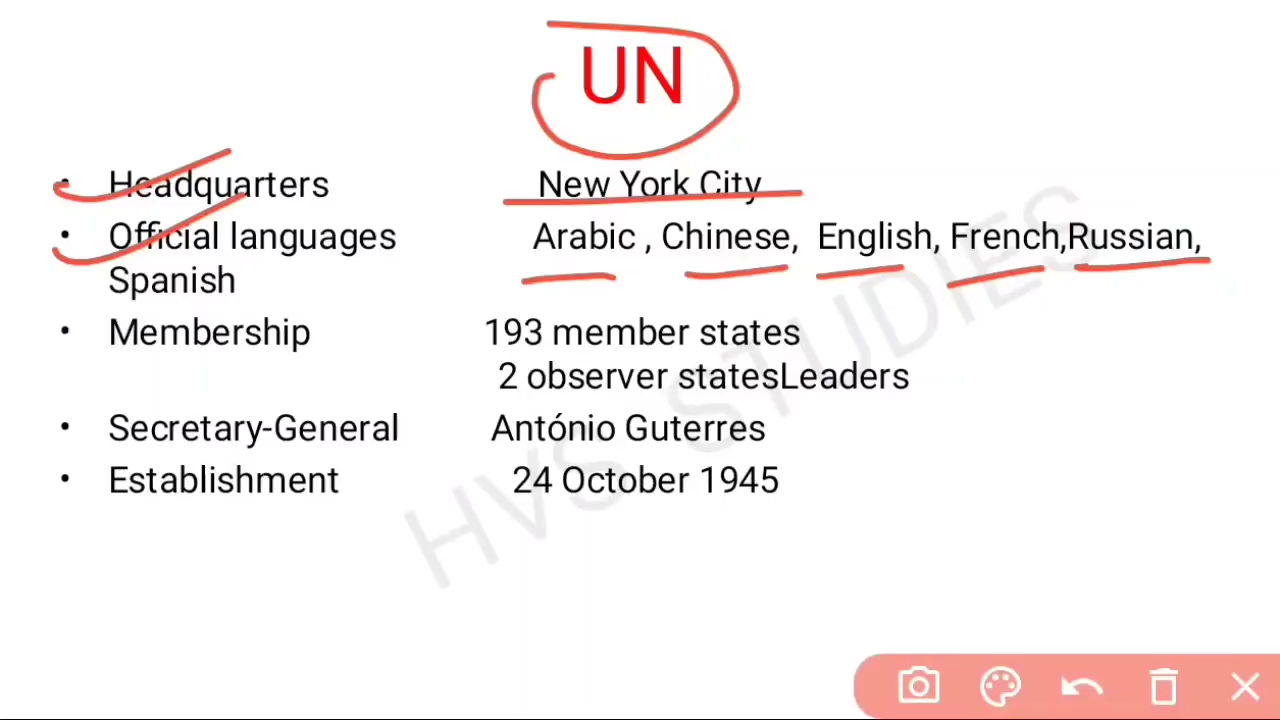 UN
• Headquarters New York City
• Official languages Arabic , Chinese, English, French,Russian,
Spanish
• Membership 193 member states
2 observer statesLeaders
• Secretary-General António Guterres
• Establishment 24 October 1945
HVS STUDIES